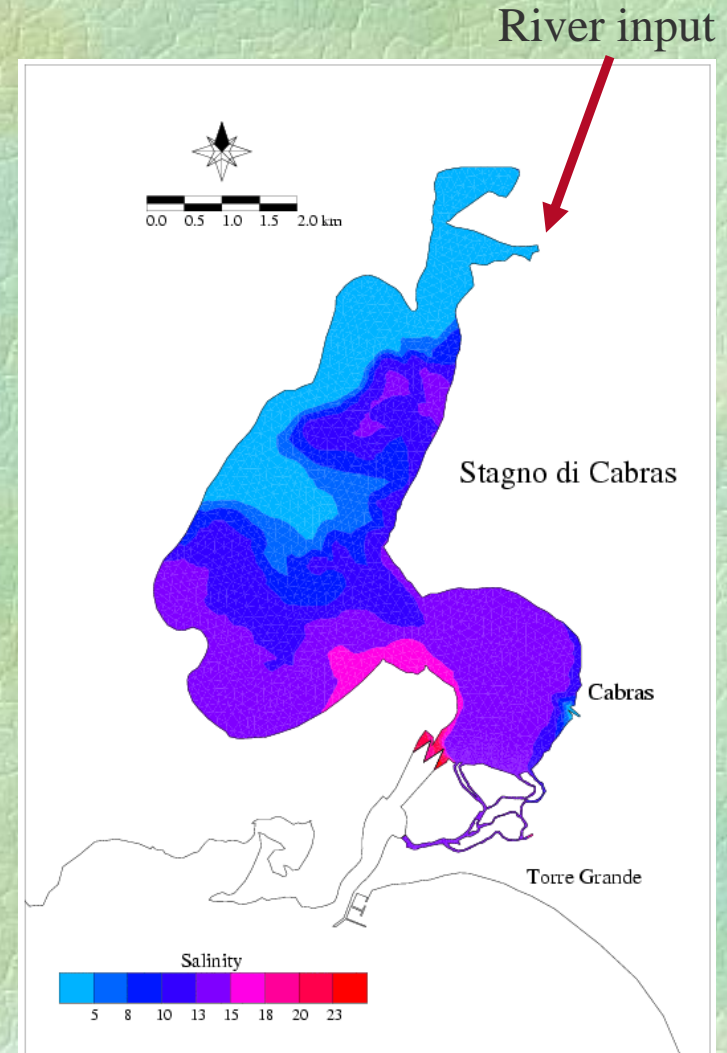 River input
0.0 0.5 1.0 1.5 2.0 km
Stagno di Cabras
Cabras
Torre Grande
Salinity
5 8 10 13 15 18 20 23